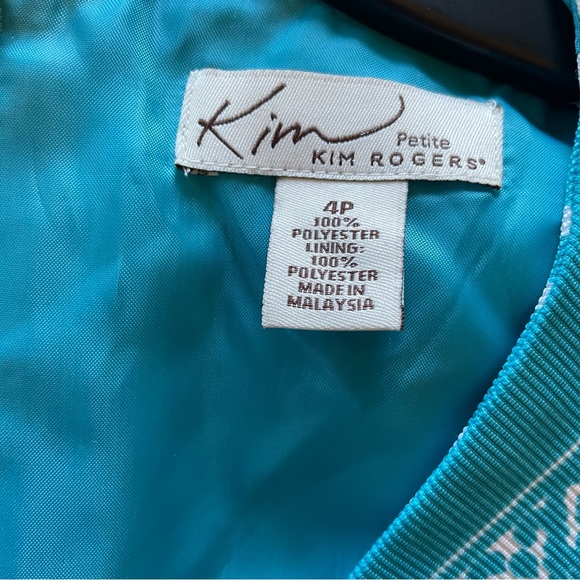 Kim
Petite
KIM ROGERS®
4P
100%
POLYESTER
LINING:
100%
POLYESTER
MADE IN
MALAYSIA